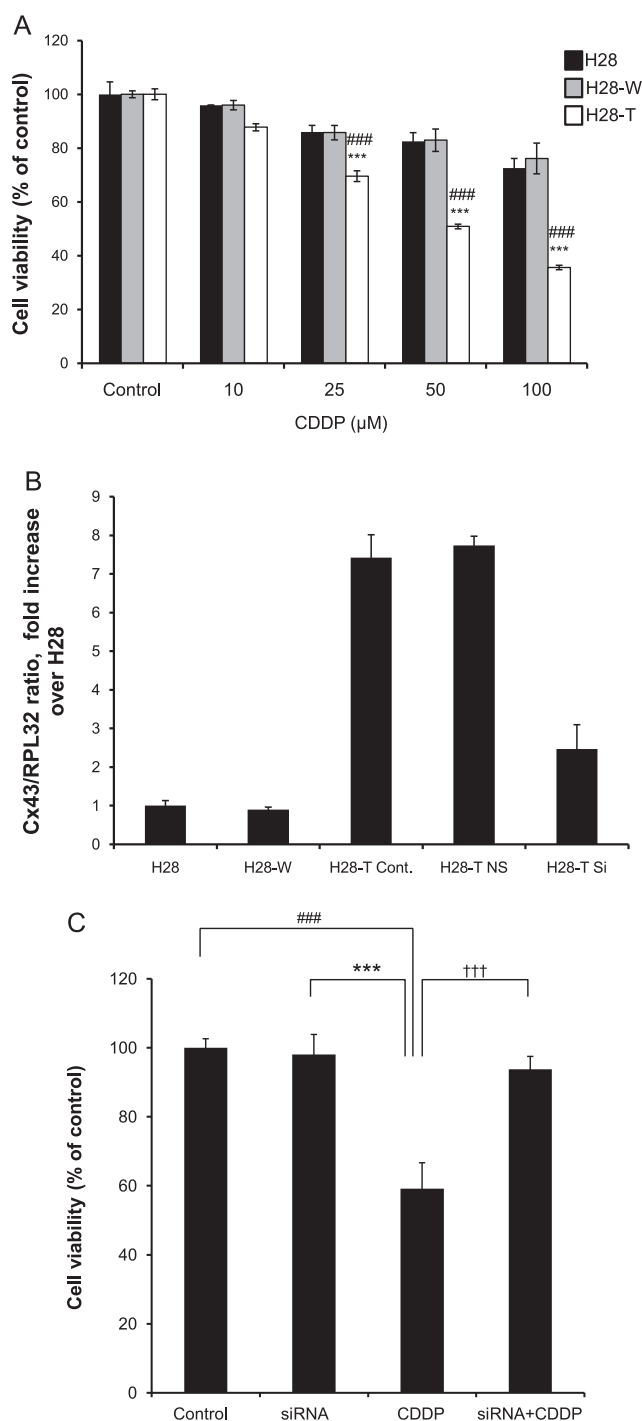 A
Cell viability (% of control)
120
100
80
60
40
20
0
H28
H28-W
H28-T
###
***
###
***
###
***
Control 10 25 50 100
CDDP (µM)
B
Cx43/RPL32 ratio, fold increase
over H28
9
8
7
6
5
4
3
2
1
0
H28 H28-W H28-T Cont. H28-T NS H28-T Si
C
###
*** †††
Cell viability (% of control)
120
100
80
60
40
20
0
Control siRNA CDDP siRNA+CDDP